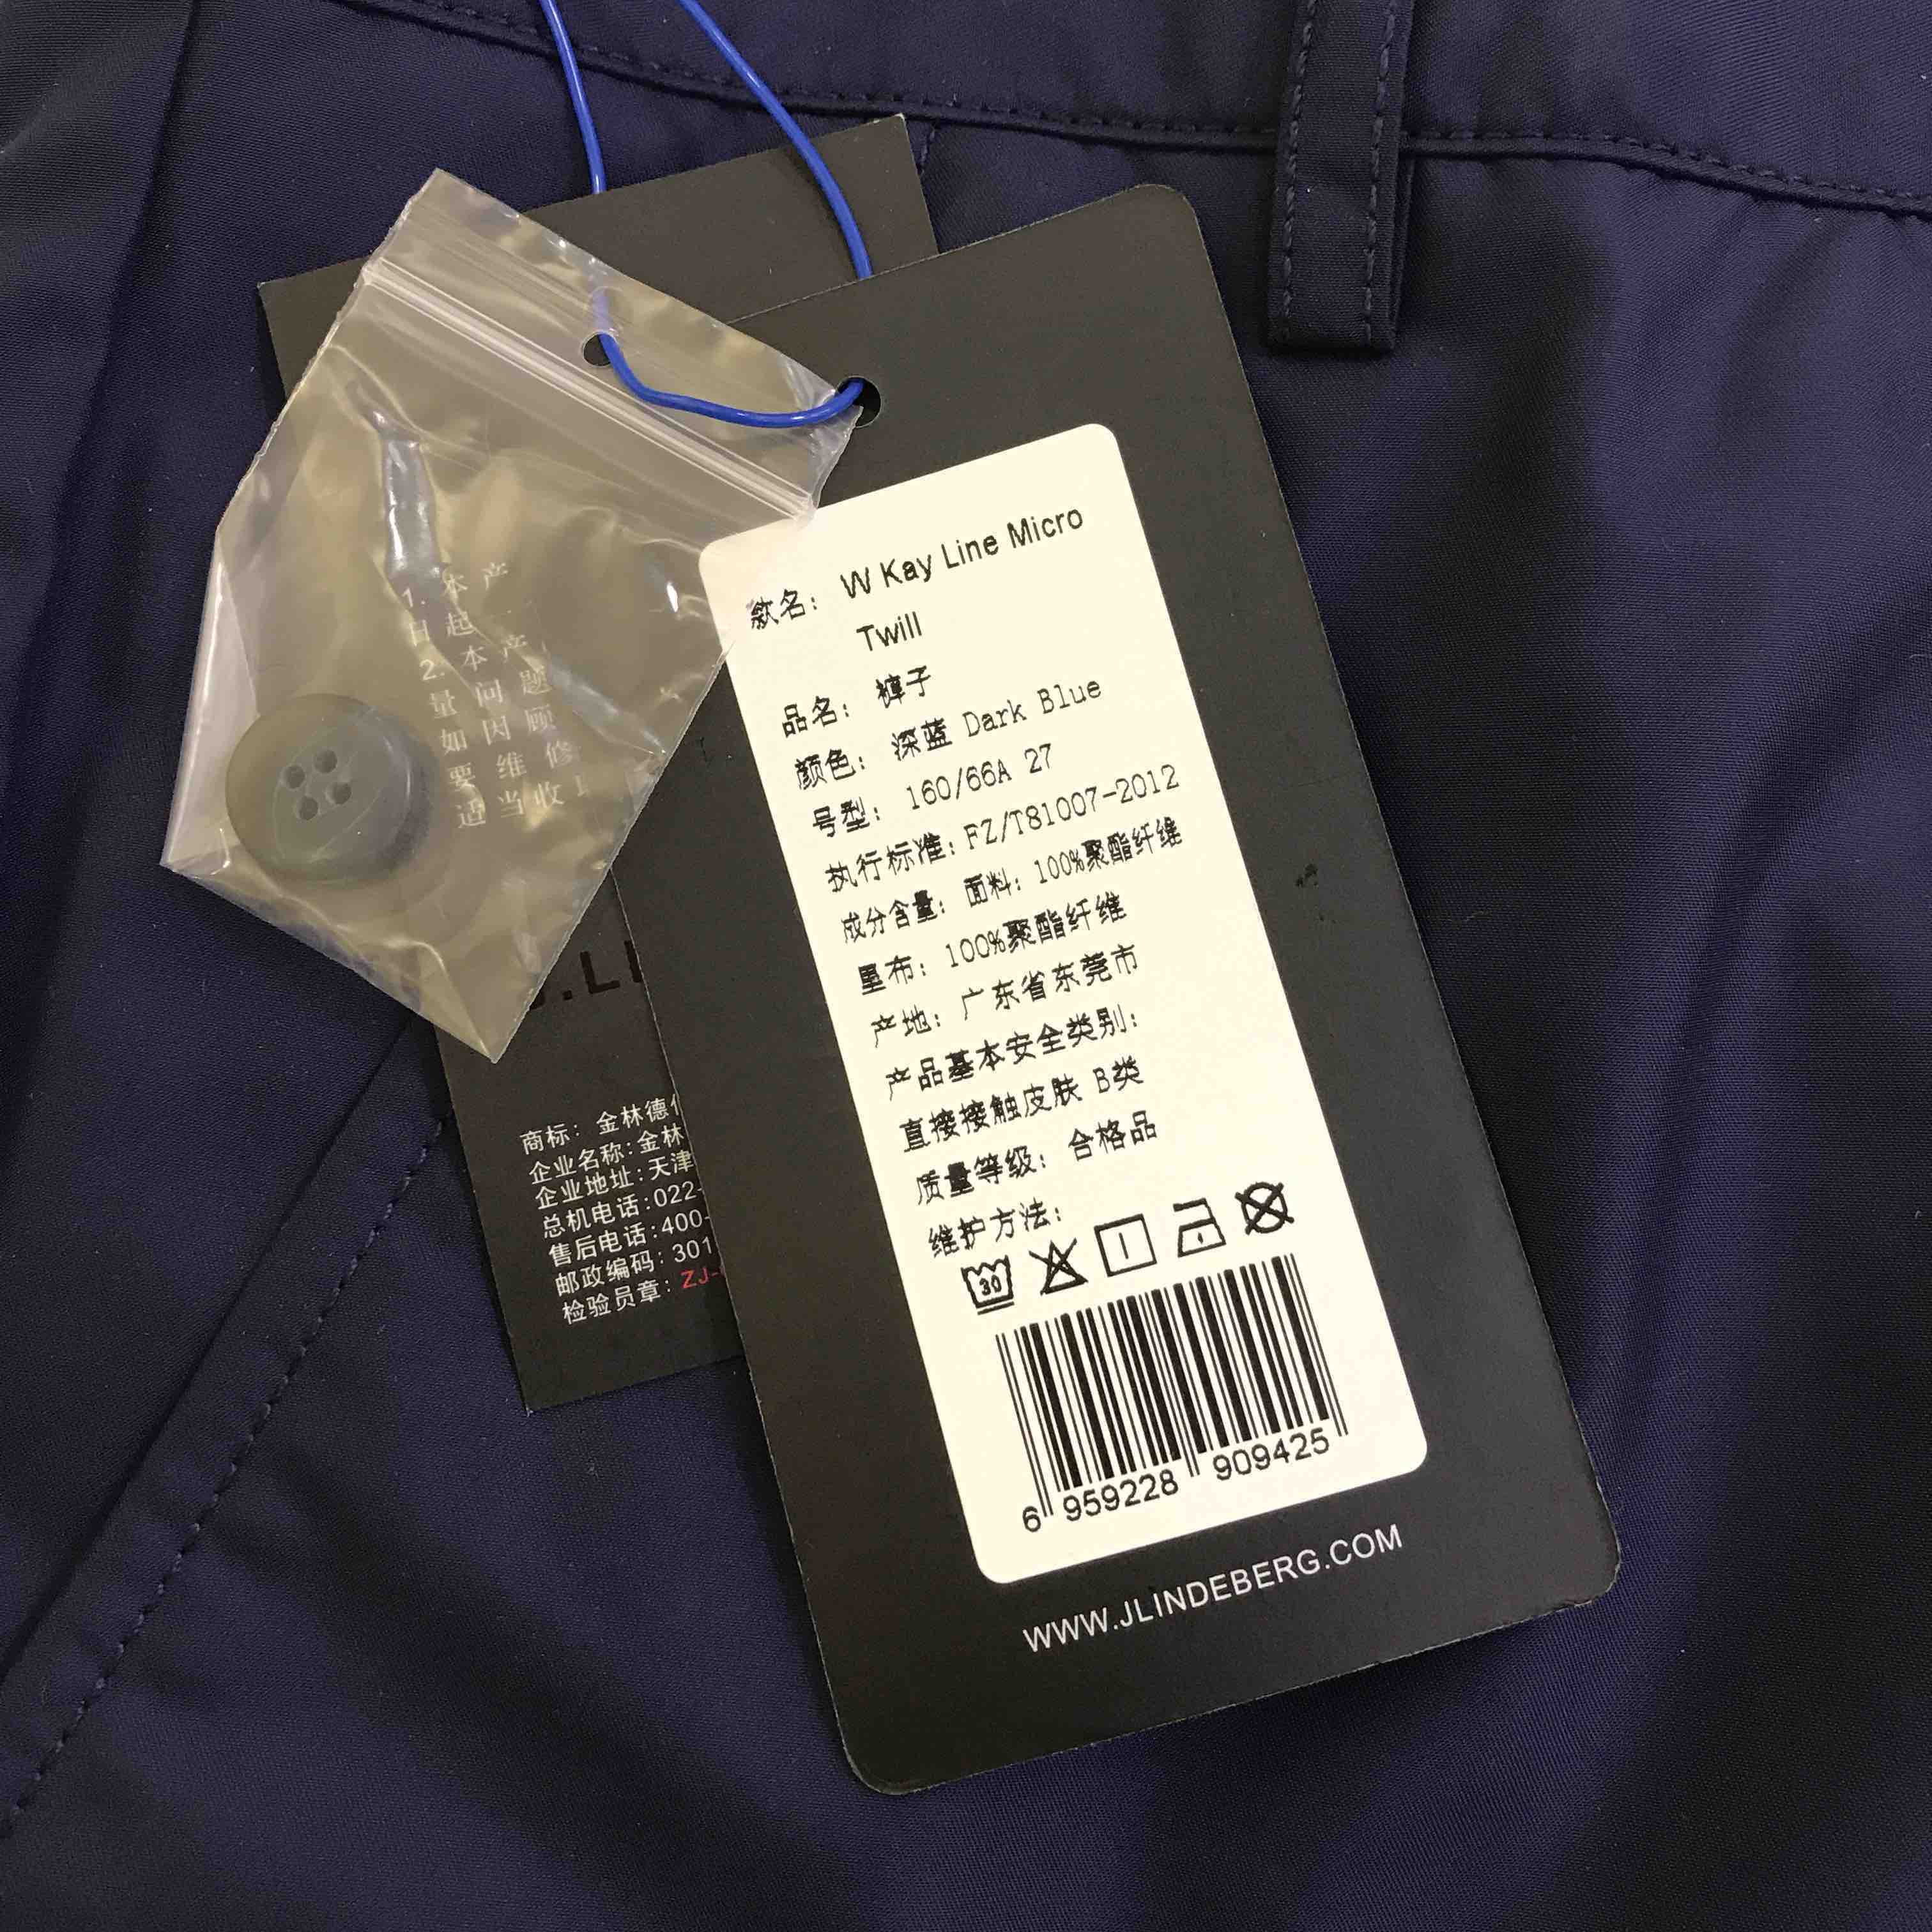 款名: W Kay Line Micro
Twill
品名: 裤子
颜色: 深蓝 Dark Blue
号型: 160/66A 27
执行标准: FZ/T81007-2012
成分含量: 面料: 100%聚酯纤维
里布: 100%聚酯纤维
产地: 广东省东莞市
产品基本安全类别:
直接接触皮肤 B类
质量等级: 合格品
维护方法:
30
6 959228 909425
WWW.JLINDEBERG.COM
1. 本产
日起
2. 本产
量问题
如因顾
要维修
适当收
商标: 金林德
企业名称:金林
企业地址:天津
总机电话:022-
售后电话:400-
邮政编码:301
检验员章: ZJ-